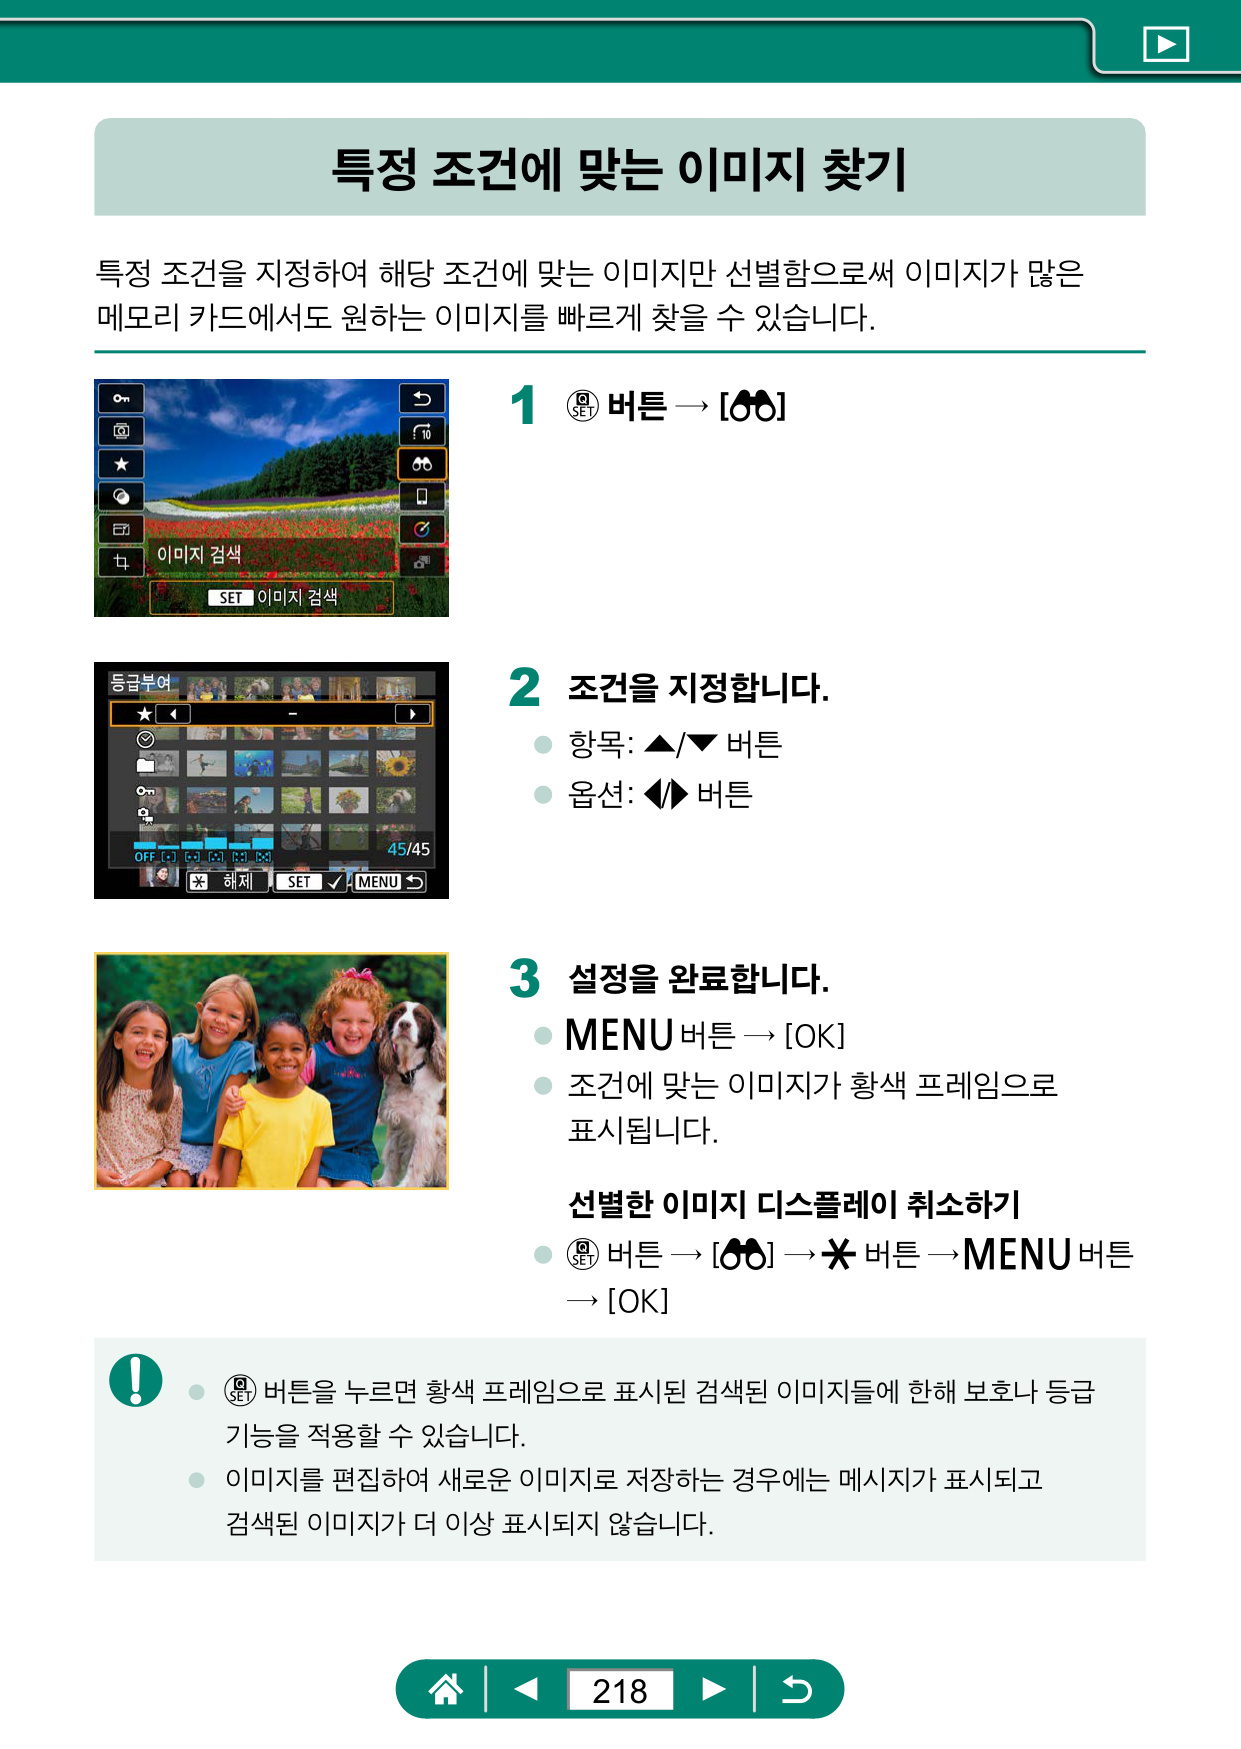 특정 조건에 맞는 이미지 찾기
특정 조건을 지정하여 해당 조건에 맞는 이미지만 선별함으로써 이미지가 많은
메모리 카드에서도 원하는 이미지를 빠르게 찾을 수 있습니다.
10
이미지 검색
SET 이미지 검색
1 Q SET 버튼 → [ ]
등급부여
★ –
OFF
45/45
해제 SET MENU
2 조건을 지정합니다.
● 항목: ▲/▼ 버튼
● 옵션: ◀/▶ 버튼
3 설정을 완료합니다.
● MENU 버튼 → [OK]
● 조건에 맞는 이미지가 황색 프레임으로
표시됩니다.
선별한 이미지 디스플레이 취소하기
● Q SET 버튼 → [ ] → ✱ 버튼 → MENU 버튼
→ [OK]
● Q SET 버튼을 누르면 황색 프레임으로 표시된 검색된 이미지들에 한해 보호나 등급
기능을 적용할 수 있습니다.
● 이미지를 편집하여 새로운 이미지로 저장하는 경우에는 메시지가 표시되고
검색된 이미지가 더 이상 표시되지 않습니다.
218